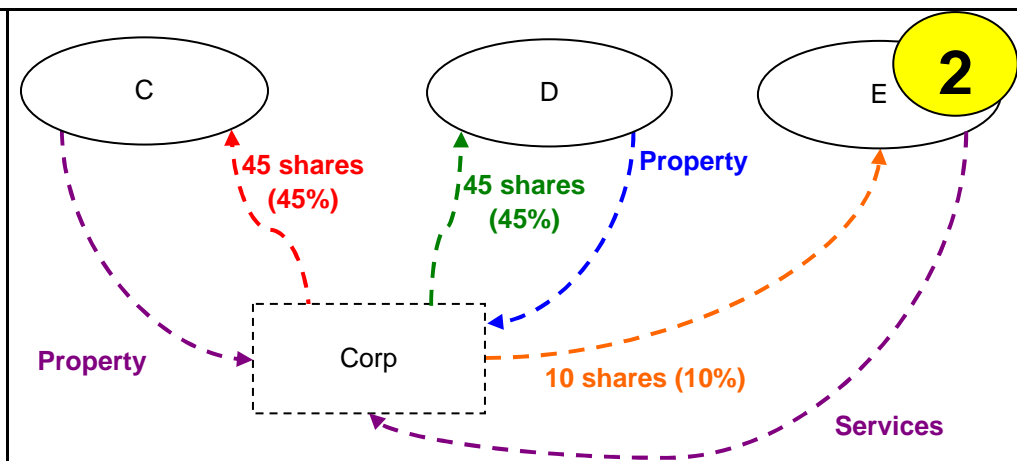 C
D
E
2
45 shares
(45%)
45 shares
(45%)
Property
Property
Corp
10 shares (10%)
Services